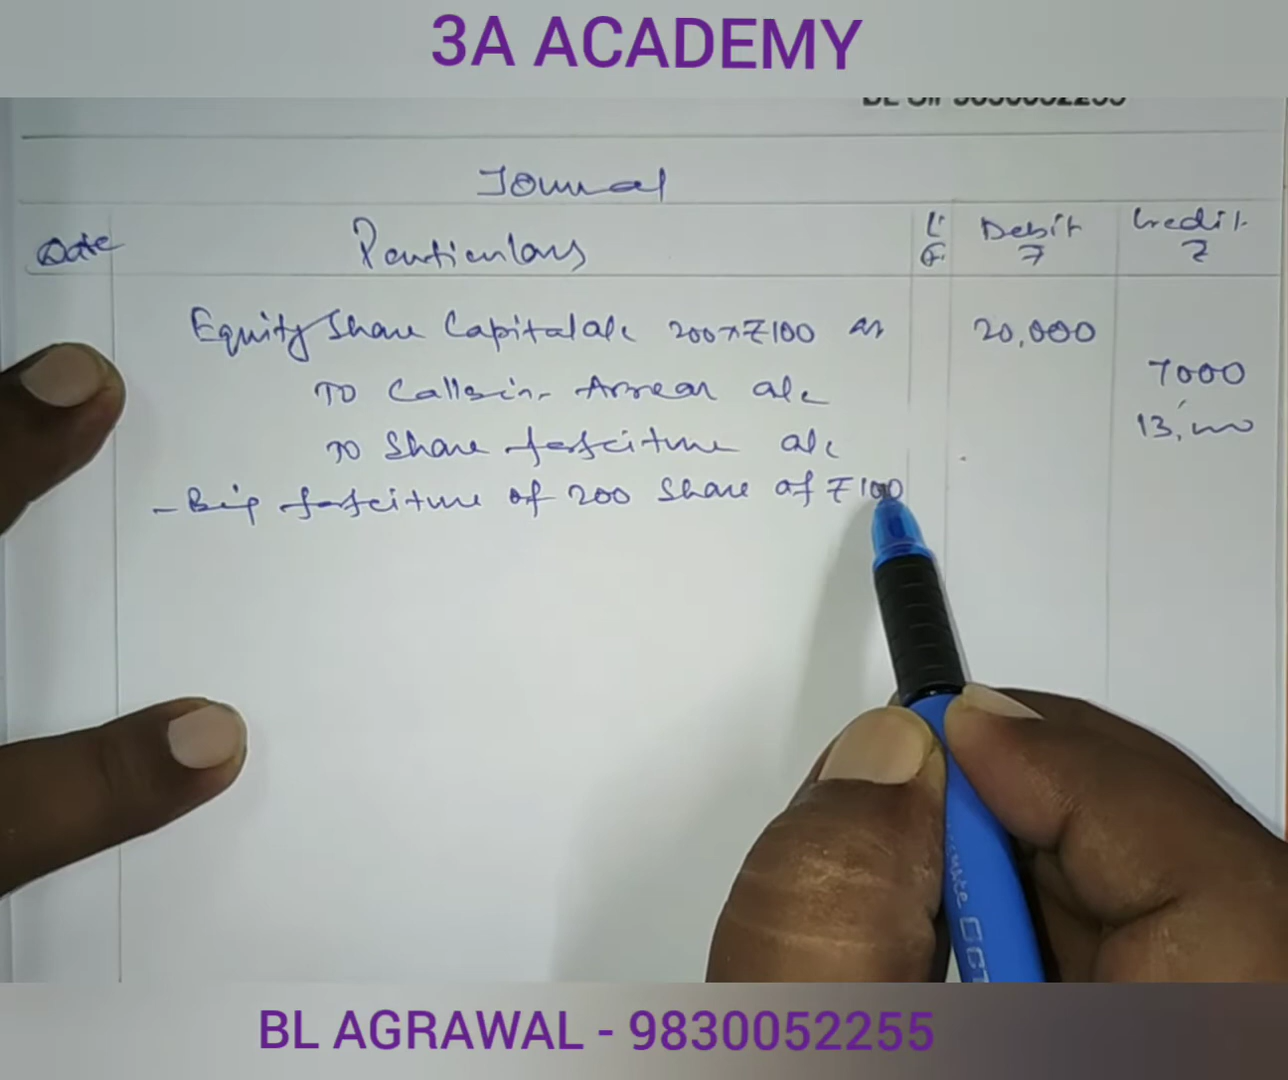 3A ACADEMY
Journal
Date Particulars L. F. Debit ₹ Credit ₹
Equity Share Capital a/c 200×₹100 Dr 20,000
To Calls-in-Arrear a/c 7000
To Share forfeiture a/c 13,000
- Being forfeiture of 200 Share of ₹100
BL AGRAWAL - 9830052255